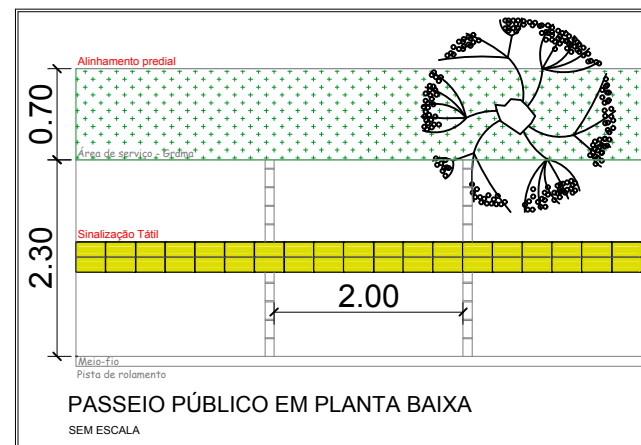 Alinhamento predial
0.70
Área de serviço - Grama
Sinalização Tátil
2.30
2.00
Meio-fio
Pista de rolamento
PASSEIO PÚBLICO EM PLANTA BAIXA
SEM ESCALA